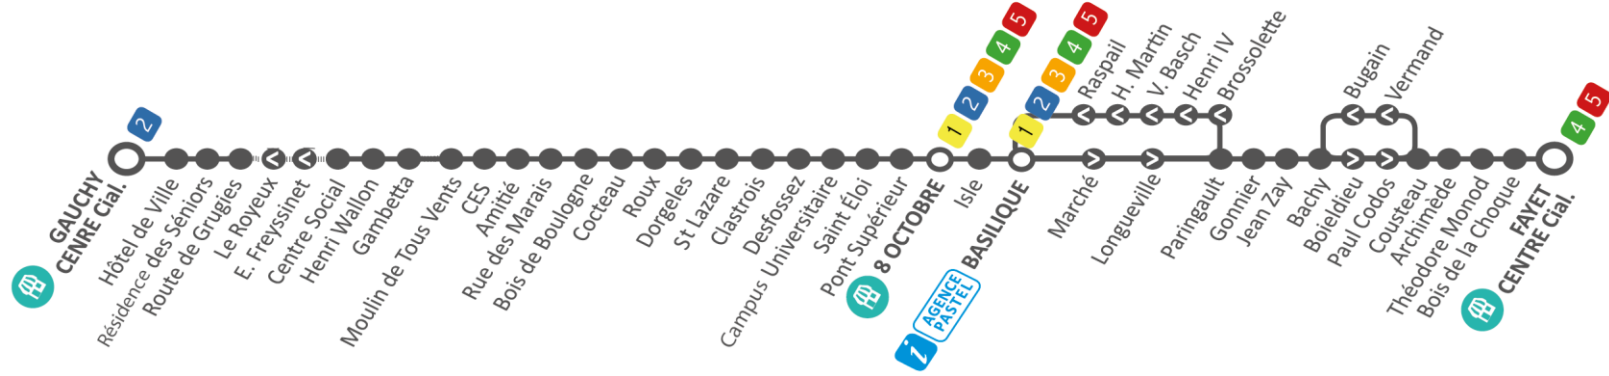 2
GAUCHY
CENRE Cial.
Hôtel de Ville
Résidence des Séniors
Route de Grugies
Le Royeux
E. Freyssinet
Centre Social
Henri Wallon
Gambetta
Moulin de Tous Vents
CES
Amitié
Rue des Marais
Bois de Boulogne
Cocteau
Roux
Dorgeles
St Lazare
Clastrois
Desfossez
Campus Universitaire
Saint Éloi
Pont Supérieur
1 2 3 4 5
8 OCTOBRE
Isle
1 2 3 4 5
BASILIQUE
i AGENCE
PASTEL
Raspail
H. Martin
V. Basch
Henri IV
Brossolette
Marché
Longueville
Paringault
Gonnier
Jean Zay
Bachy
Bugain
Vermand
Boieldieu
Paul Codos
Cousteau
Archimède
Théodore Monod
Bois de la Choque
4 5
FAYET
CENTRE Cial.